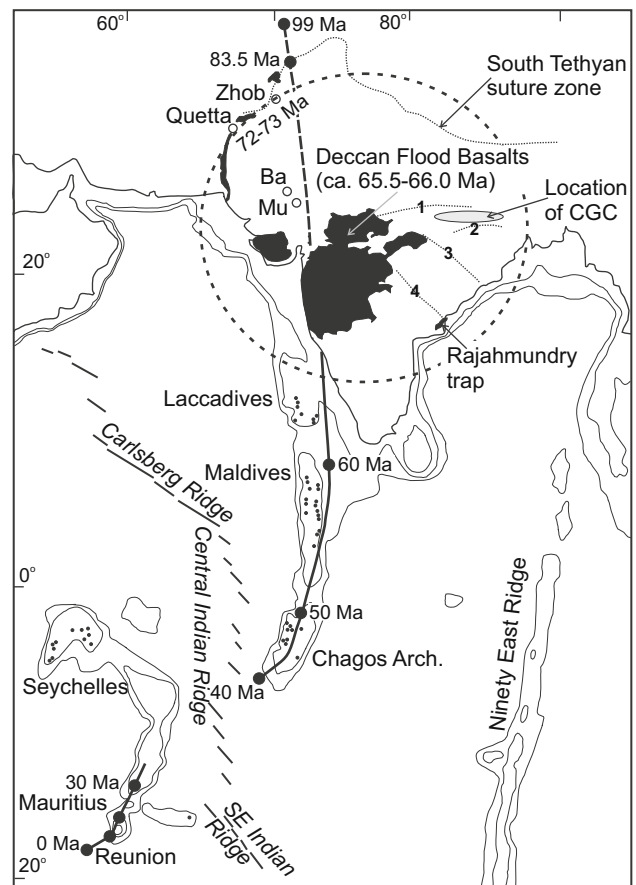 60°
80°
99 Ma
83.5 Ma
South Tethyan
suture zone
Zhob
Quetta
72-73 Ma
Deccan Flood Basalts
(ca. 65.5-66.0 Ma)
Ba
Mu
1
Location
of CGC
2
3
20°
4
Rajahmundry
trap
Laccadives
Maldives
60 Ma
Carlsberg Ridge
Central Indian Ridge
0°
50 Ma
Ninety East Ridge
Chagos Arch.
Seychelles
40 Ma
30 Ma
Mauritius
SE Indian
Ridge
0 Ma
Reunion
20°